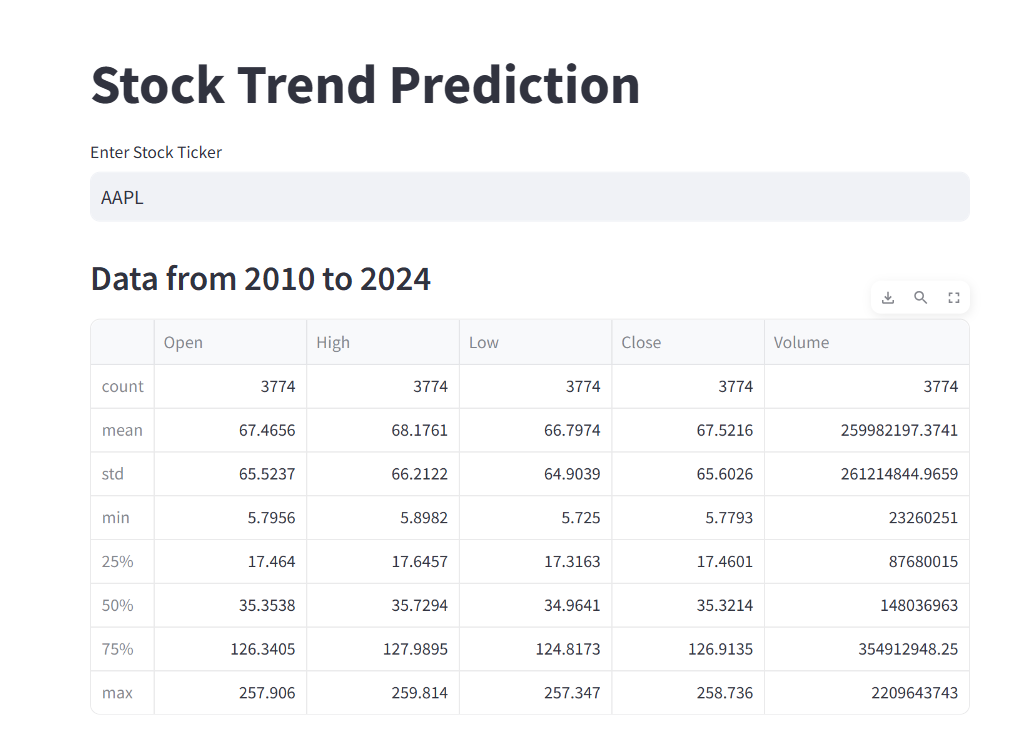 Stock Trend Prediction
Enter Stock Ticker
AAPL
Data from 2010 to 2024
Open High Low Close Volume
count 3774 3774 3774 3774 3774
mean 67.4656 68.1761 66.7974 67.5216 259982197.3741
std 65.5237 66.2122 64.9039 65.6026 261214844.9659
min 5.7956 5.8982 5.725 5.7793 23260251
25% 17.464 17.6457 17.3163 17.4601 87680015
50% 35.3538 35.7294 34.9641 35.3214 148036963
75% 126.3405 127.9895 124.8173 126.9135 354912948.25
max 257.906 259.814 257.347 258.736 2209643743